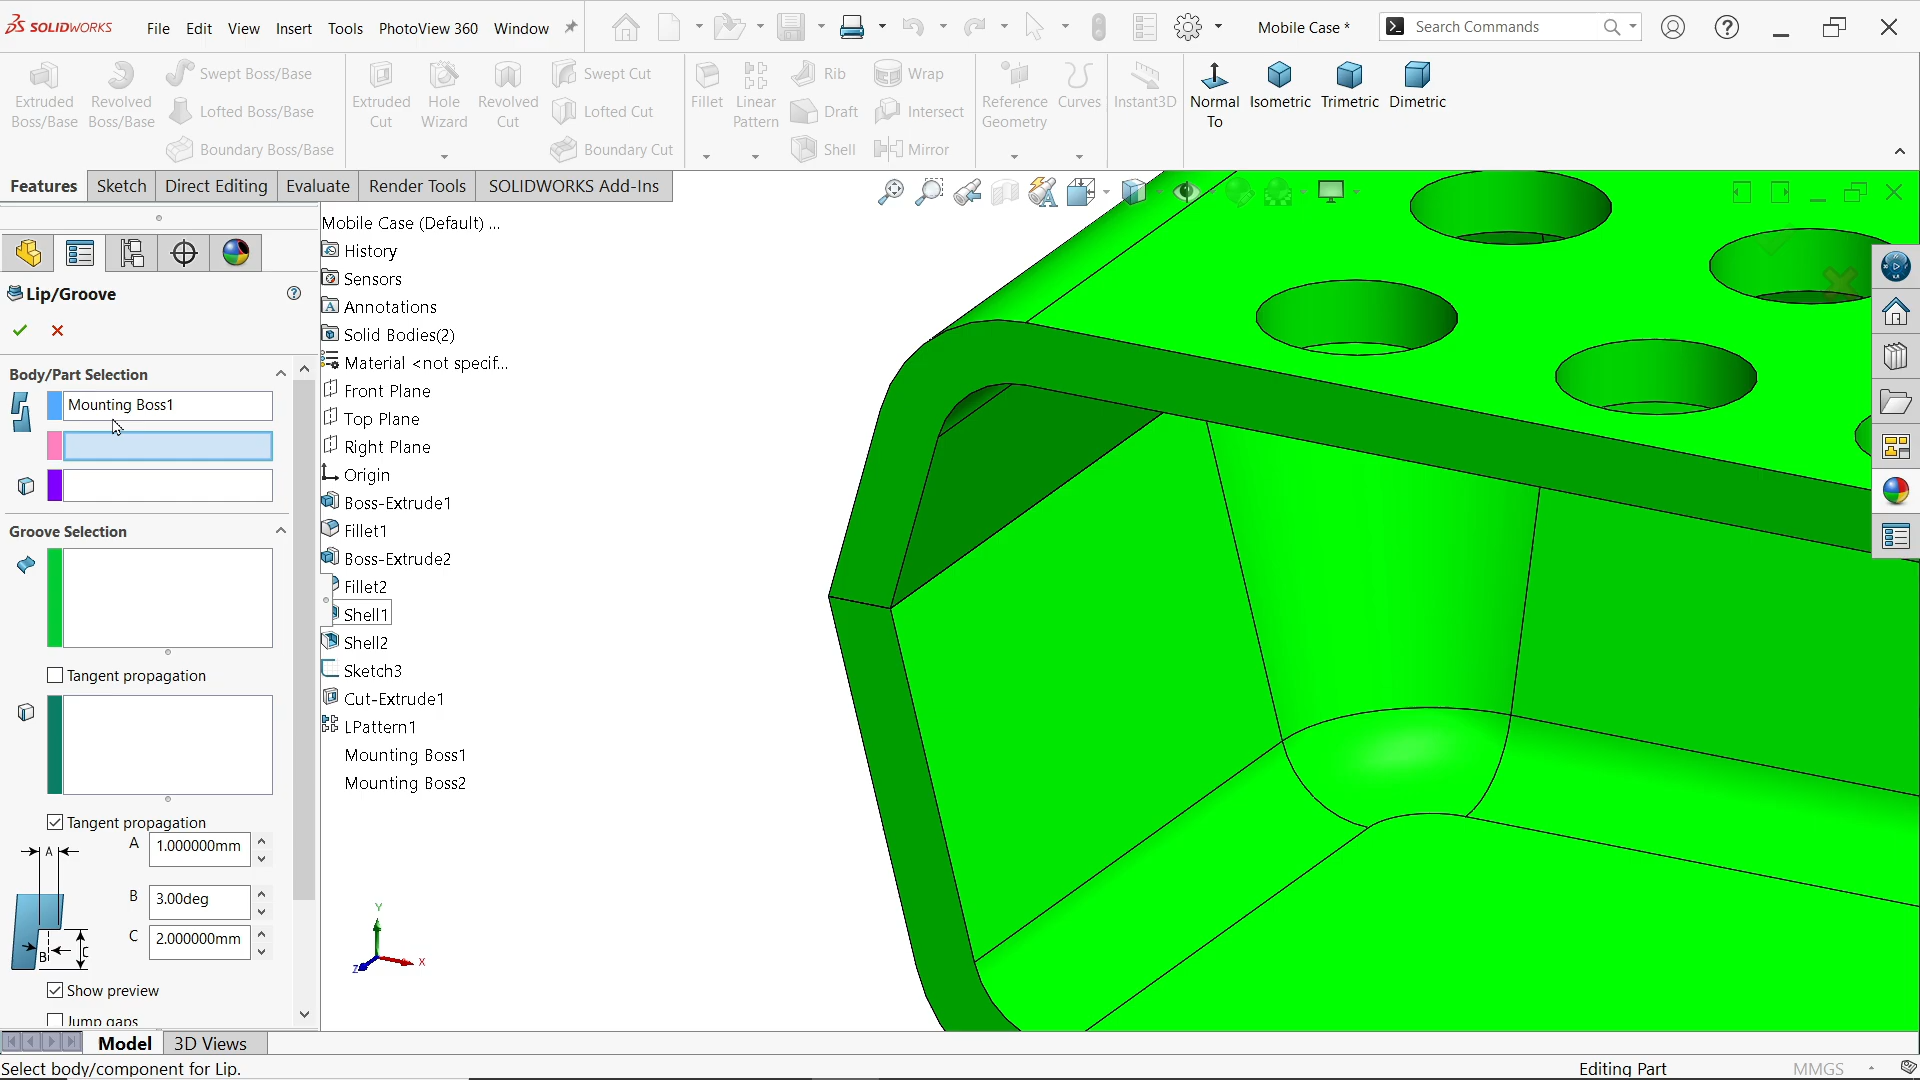 SOLIDWORKS File Edit View Insert Tools PhotoView 360 Window Mobile Case * Search Commands
Extruded Boss/Base
Revolved Boss/Base
Swept Boss/Base
Lofted Boss/Base
Boundary Boss/Base
Extruded Cut
Hole Wizard
Revolved Cut
Swept Cut
Lofted Cut
Boundary Cut
Fillet
Linear Pattern
Rib
Draft
Shell
Wrap
Intersect
Mirror
Reference Geometry
Curves
Instant3D
Normal To
Isometric
Trimetric
Dimetric
Features Sketch Direct Editing Evaluate Render Tools SOLIDWORKS Add-Ins
Lip/Groove
Body/Part Selection
Mounting Boss1
Groove Selection
Tangent propagation
Tangent propagation
A 1.000000mm
B 3.00deg
C 2.000000mm
A
B
C
Show preview
Jump gaps
Mobile Case (Default) ...
History
Sensors
Annotations
Solid Bodies(2)
Material <not specif...
Front Plane
Top Plane
Right Plane
Origin
Boss-Extrude1
Fillet1
Boss-Extrude2
Fillet2
Shell1
Shell2
Sketch3
Cut-Extrude1
LPattern1
Mounting Boss1
Mounting Boss2
Y
X
Z
Model 3D Views
Select body/component for Lip. Editing Part MMGS